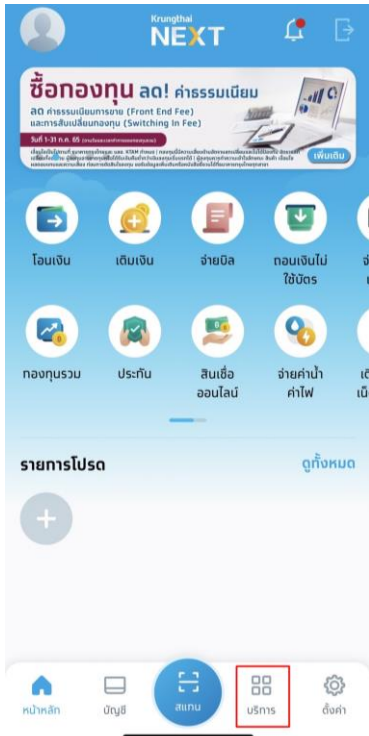 Krungthai
NEXT
ซื้อกองทุน ลด! ค่าธรรมเนียม
ลด ค่าธรรมเนียมการขาย (Front End Fee)
และการสับเปลี่ยนกองทุน (Switching In Fee)
วันที่ 1-31 ก.ค. 65
เพิ่มเติม
โอนเงิน
เติมเงิน
จ่ายบิล
ถอนเงินไม่
ใช้บัตร
กองทุนรวม
ประกัน
สินเชื่อ
ออนไลน์
จ่ายค่าน้ำ
ค่าไฟ
รายการโปรด
ดูทั้งหมด
หน้าหลัก
บัญชี
สแกน
บริการ
ตั้งค่า